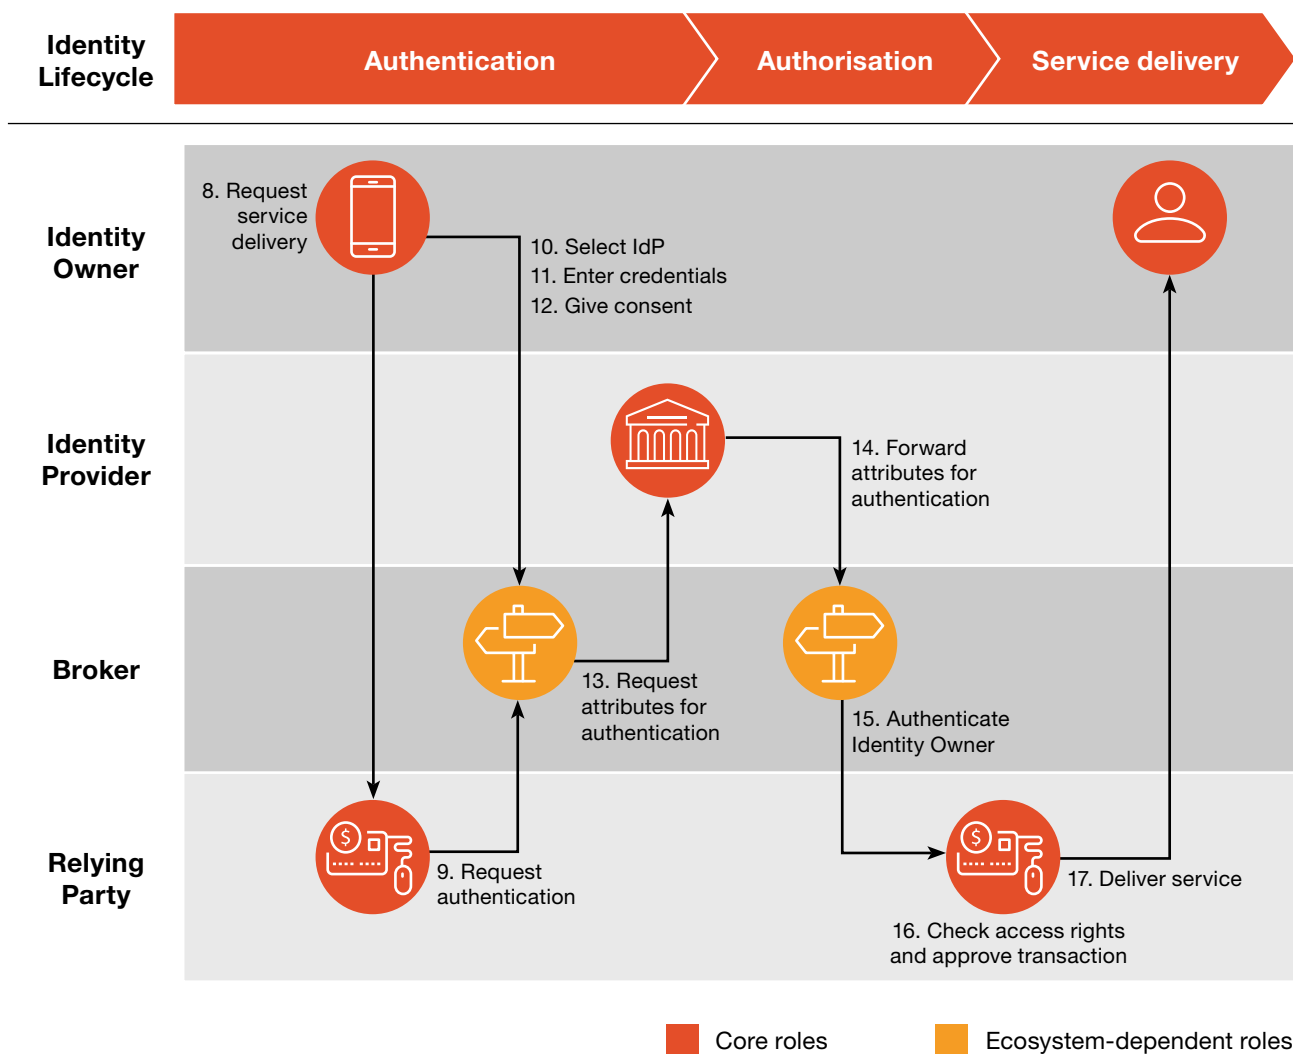 Identity
Lifecycle
Authentication
Authorisation
Service delivery
Identity
Owner
8. Request
service
delivery
10. Select IdP
11. Enter credentials
12. Give consent
Identity
Provider
14. Forward
attributes for
authentication
Broker
13. Request
attributes for
authentication
15. Authenticate
Identity Owner
Relying
Party
$
9. Request
authentication
$
17. Deliver service
16. Check access rights
and approve transaction
Core roles
Ecosystem-dependent roles